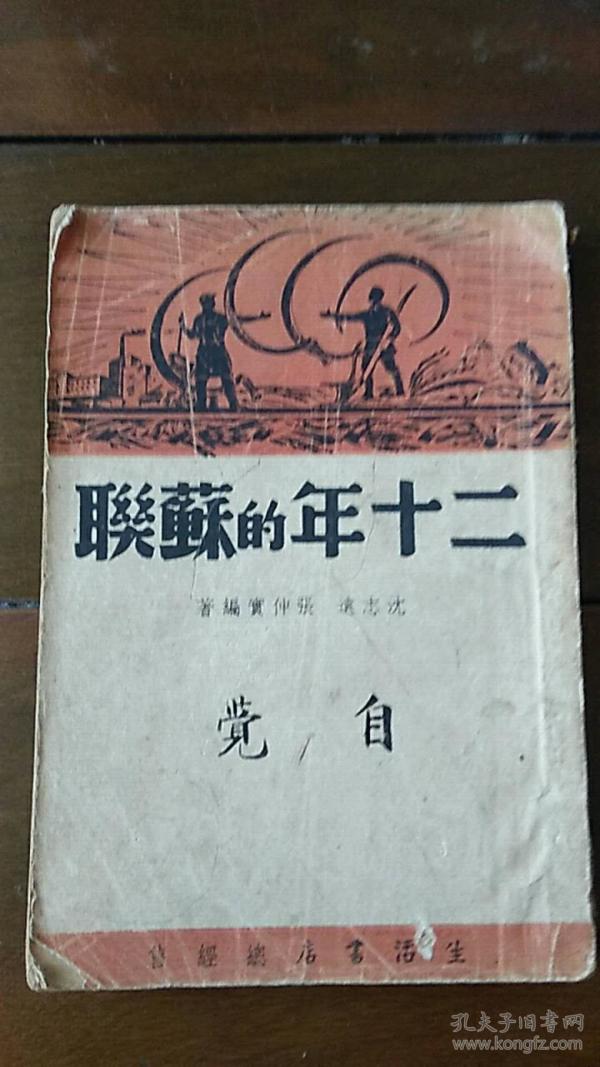 二十年的蘇聯
沈志遠 張仲實編著
自覺
生活書店總經售
孔夫子旧书网
www.kongfz.com